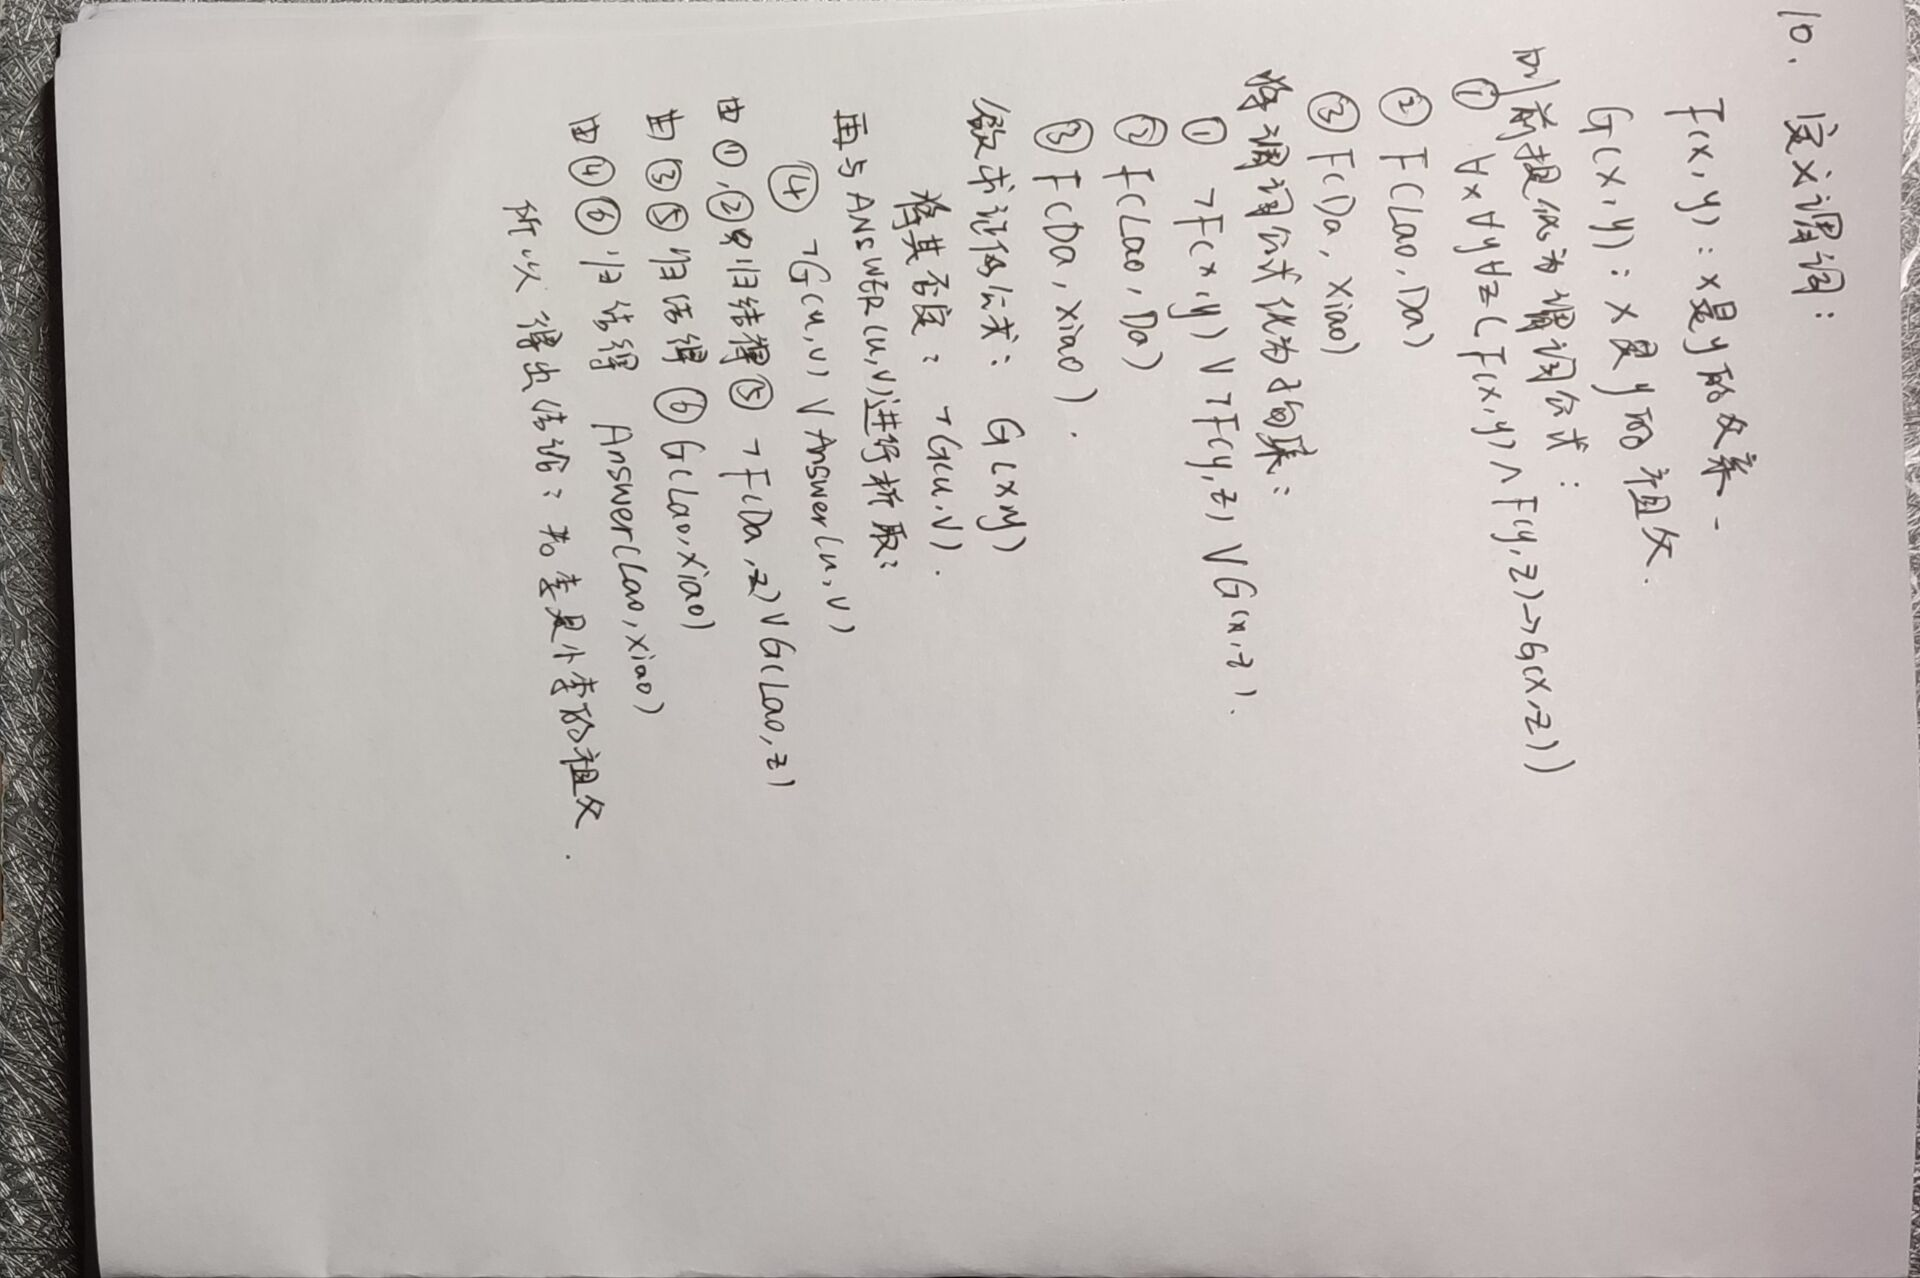 10. 定义谓词：
F(x,y)：x是y的父亲.
G(x,y)：x是y的祖父.
则前提化为谓词公式：
① ∀x∀y∀z(F(x,y)∧F(y,z)→G(x,z))
② F(Lao,Da)
③ F(Da,Xiao)
将谓词公式化为子句集：
① ¬F(x,y)∨¬F(y,z)∨G(x,z).
② F(Lao,Da)
③ F(Da,Xiao).
欲求证的公式：G(x,y)
将其否定：¬G(u,v).
再与ANSWER(u,v)进行析取：
④ ¬G(u,v)∨Answer(u,v)
由①,②归结得⑤ ¬F(Da,z)∨G(Lao,z)
由③⑤归结得⑥G(Lao,Xiao)
由④⑥归结得 Answer(Lao,Xiao)
所以得出结论：老李是小李的祖父.